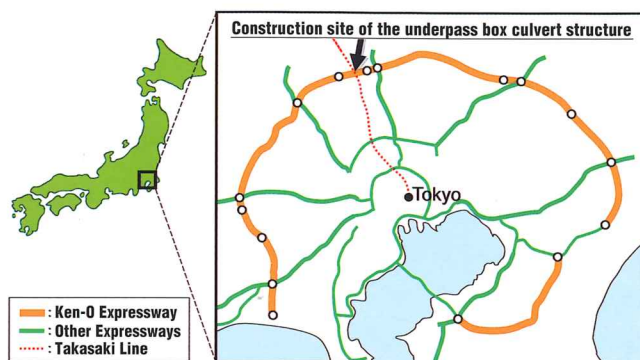 Construction site of the underpass box culvert structure
Tokyo
: Ken-O Expressway
: Other Expressways
: Takasaki Line